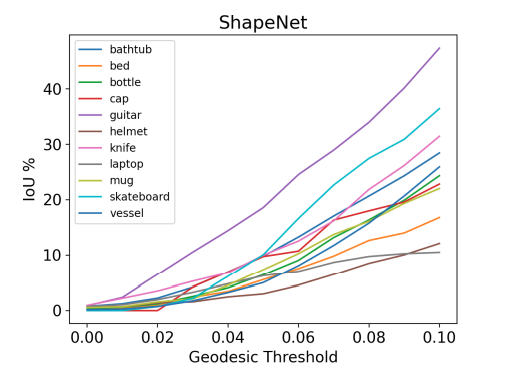 ShapeNet
bathtub
bed
bottle
cap
guitar
helmet
knife
laptop
mug
skateboard
vessel
40
30
20
10
0
IoU %
0.00 0.02 0.04 0.06 0.08 0.10
Geodesic Threshold